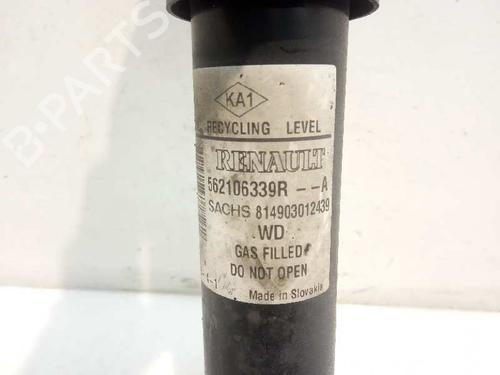 KA1
RECYCLING LEVEL
RENAULT
562106339R --A
SACHS 814903012439
WD
GAS FILLED
DO NOT OPEN
Made in Slovakia
B-PARTS